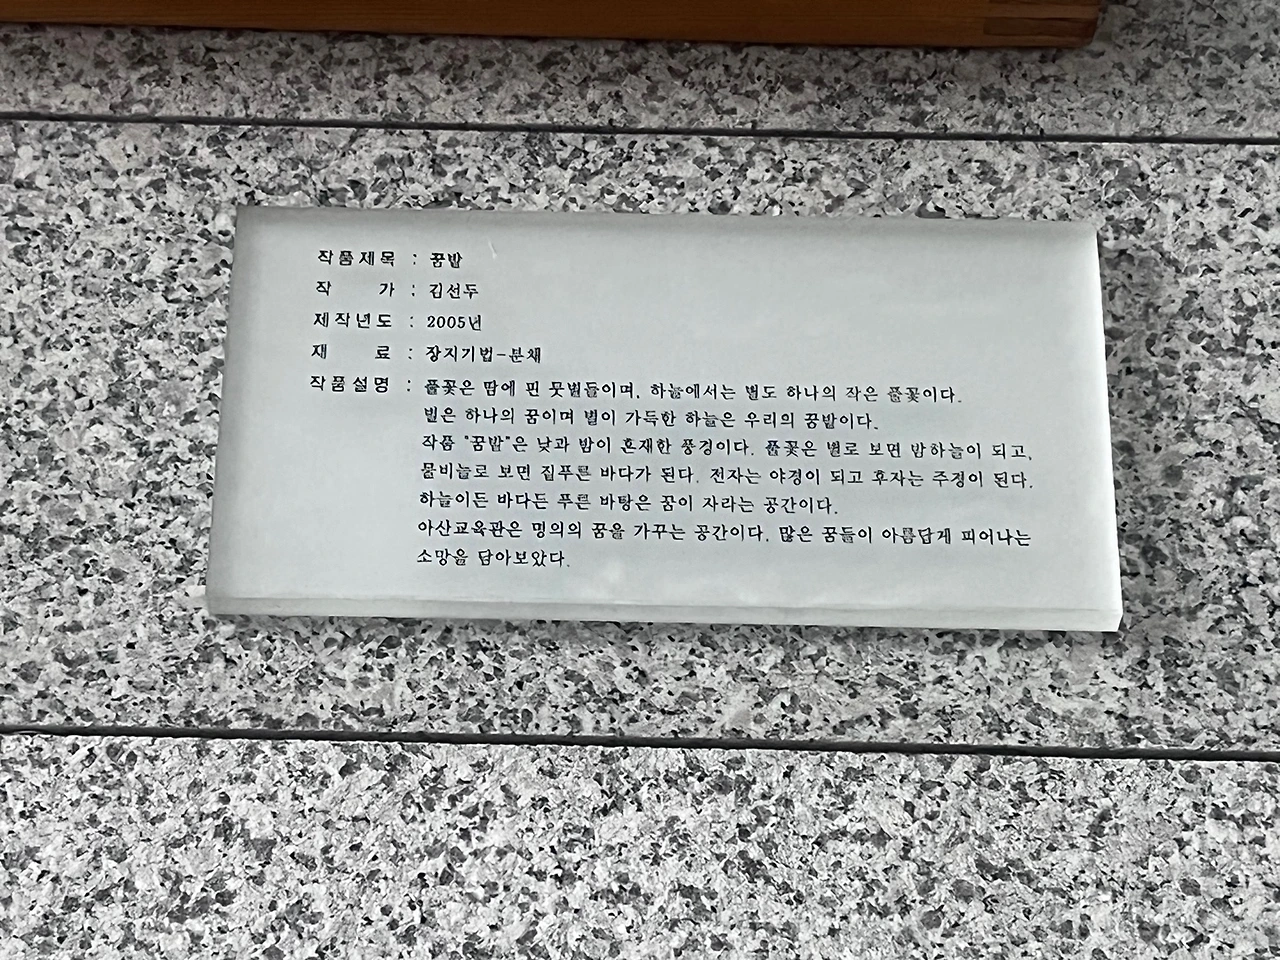 작품제목 : 꿈밭
작 가 : 김선두
제작년도 : 2005년
재 료 : 장지기법-분채
작품설명 : 풀꽃은 땅에 핀 뭇별들이며, 하늘에서는 별도 하나의 작은 풀꽃이다.
별은 하나의 꿈이며 별이 가득한 하늘은 우리의 꿈밭이다.
작품 "꿈밭"은 낮과 밤이 혼재한 풍경이다. 풀꽃은 별로 보면 밤하늘이 되고,
물비늘로 보면 짙푸른 바다가 된다. 전자는 야경이 되고 후자는 주경이 된다.
하늘이든 바다든 푸른 바탕은 꿈이 자라는 공간이다.
아산교육관은 명의의 꿈을 가꾸는 공간이다. 많은 꿈들이 아름답게 피어나는
소망을 담아보았다.